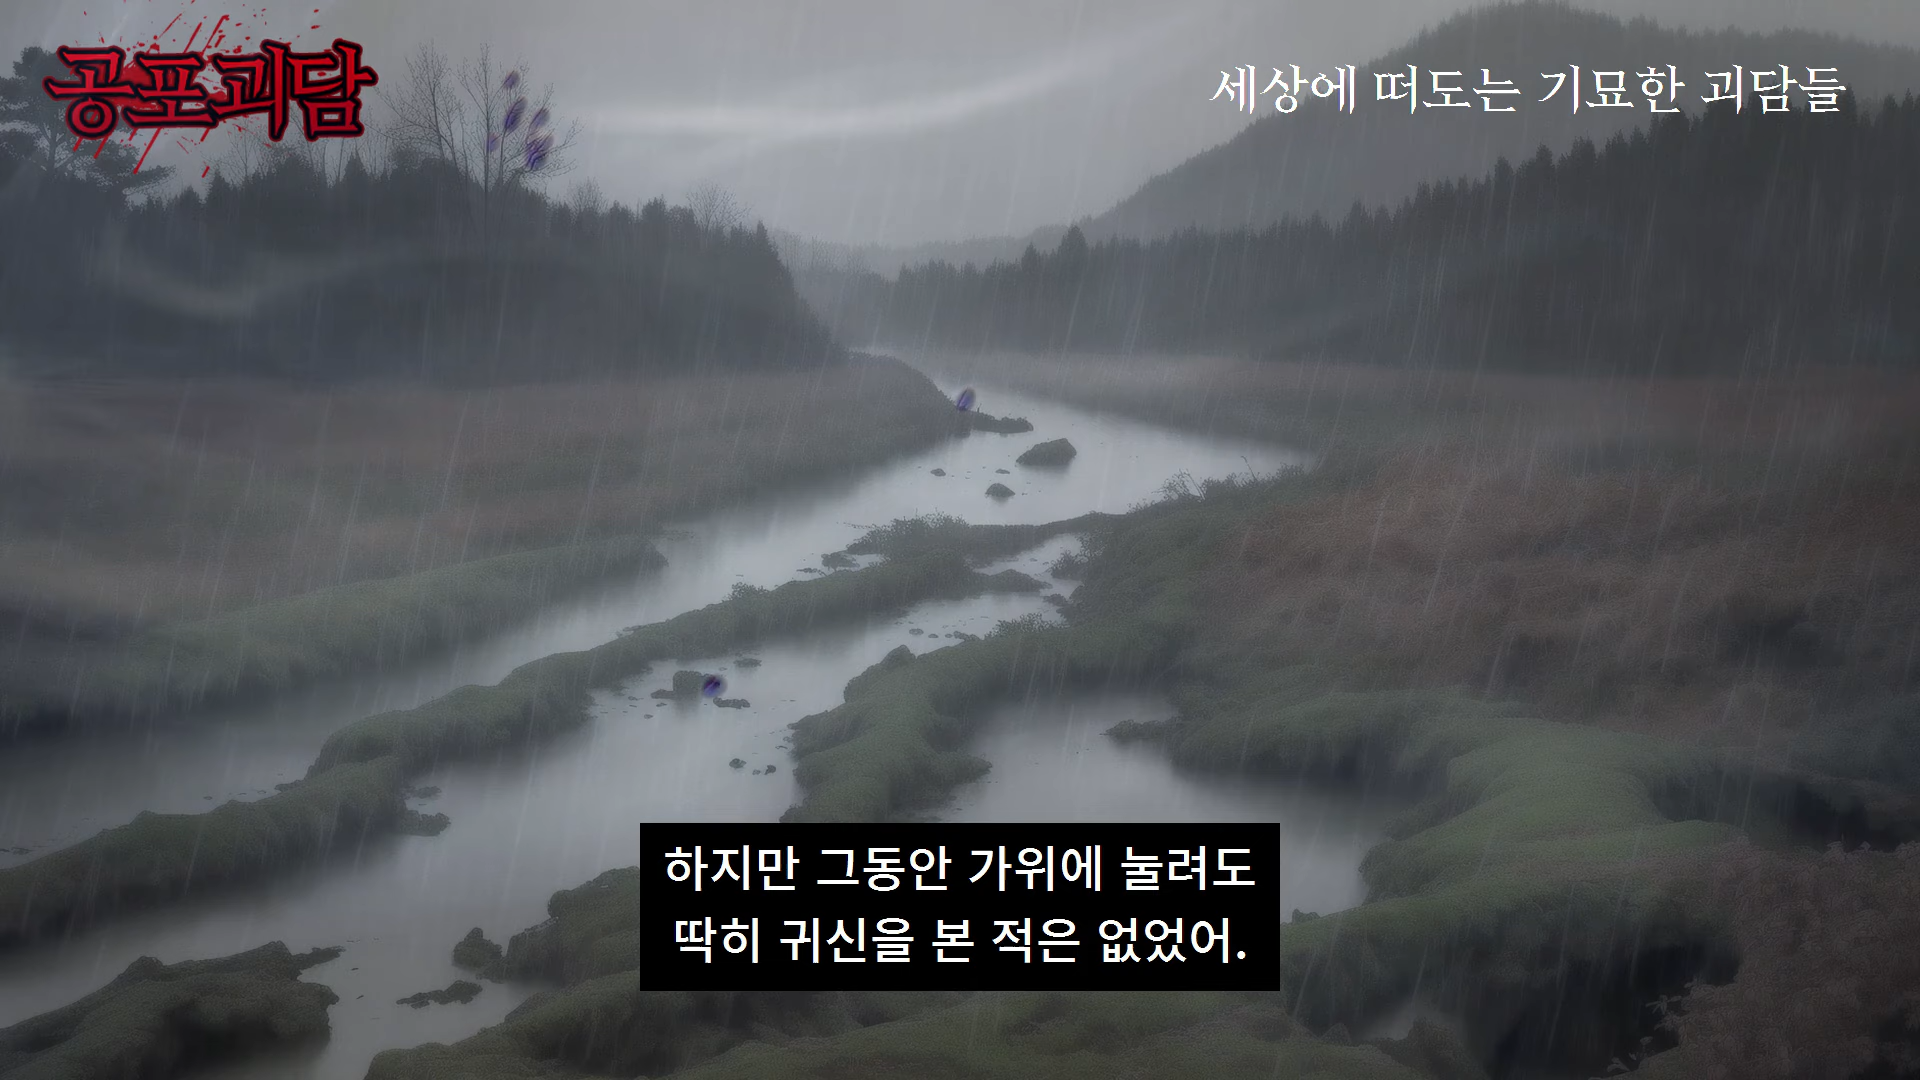 공포괴담
세상에 떠도는 기묘한 괴담들
하지만 그동안 가위에 눌려도
딱히 귀신을 본 적은 없었어.